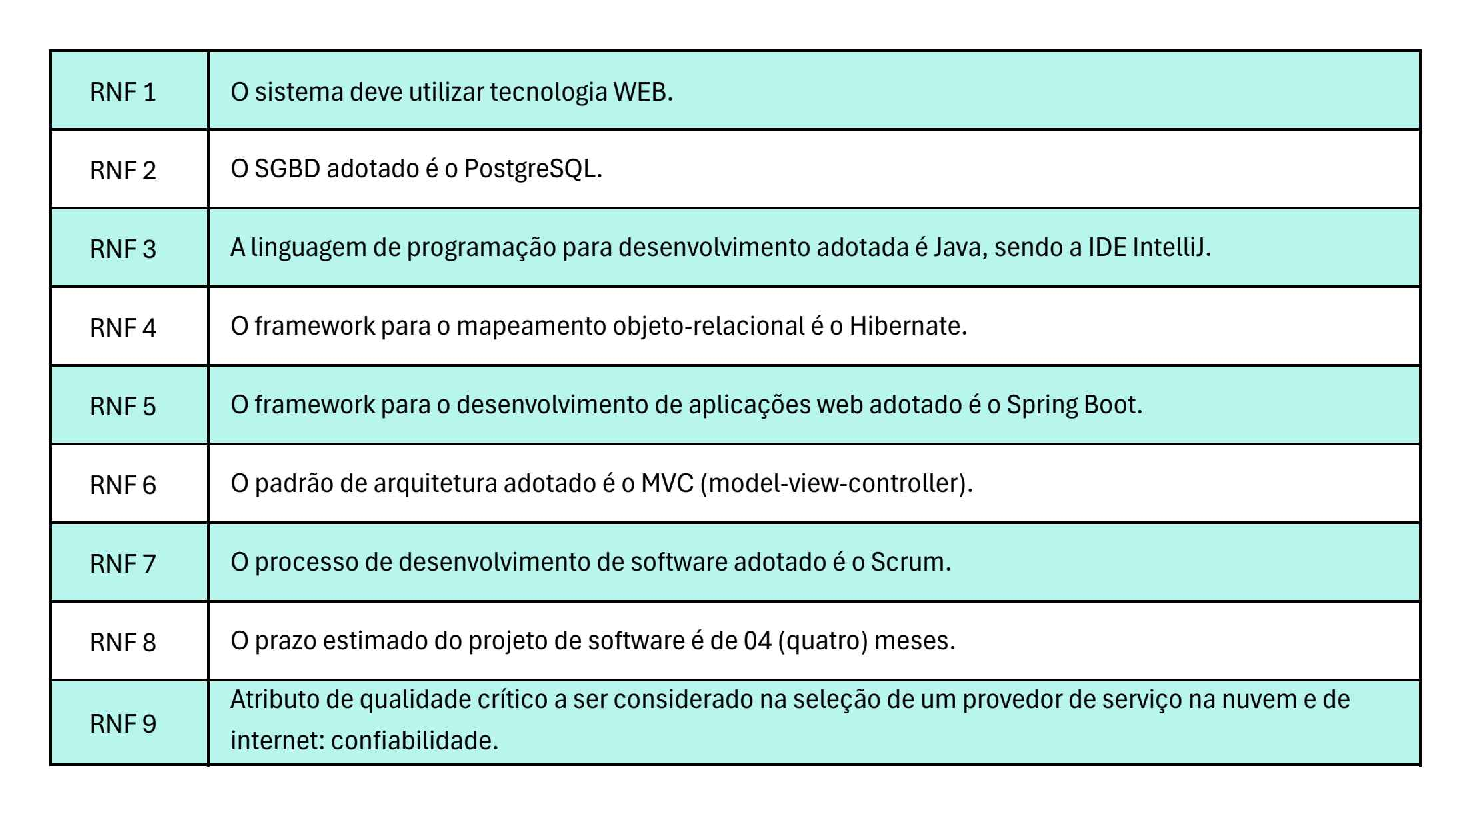 RNF 1 O sistema deve utilizar tecnologia WEB.
RNF 2 O SGBD adotado é o PostgreSQL.
RNF 3 A linguagem de programação para desenvolvimento adotada é Java, sendo a IDE IntelliJ.
RNF 4 O framework para o mapeamento objeto-relacional é o Hibernate.
RNF 5 O framework para o desenvolvimento de aplicações web adotado é o Spring Boot.
RNF 6 O padrão de arquitetura adotado é o MVC (model-view-controller).
RNF 7 O processo de desenvolvimento de software adotado é o Scrum.
RNF 8 O prazo estimado do projeto de software é de 04 (quatro) meses.
RNF 9 Atributo de qualidade crítico a ser considerado na seleção de um provedor de serviço na nuvem e de
internet: confiabilidade.